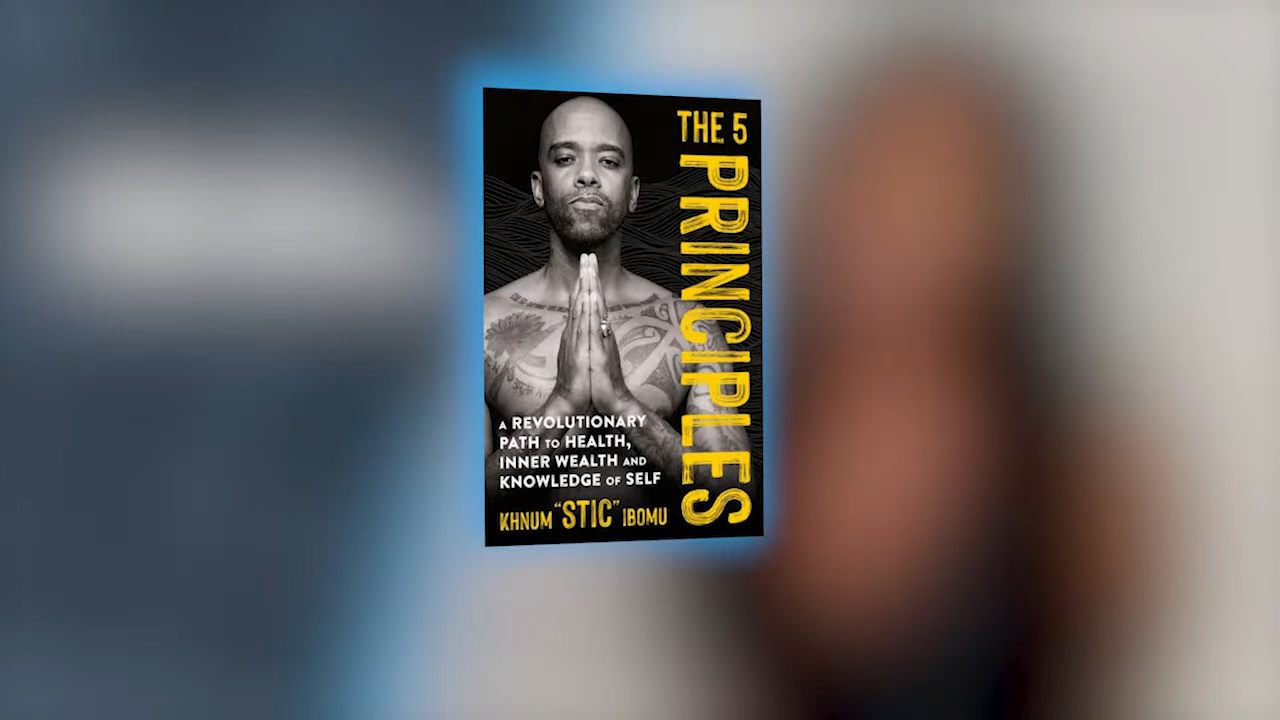 THE 5
PRINCIPLES
A REVOLUTIONARY
PATH TO HEALTH,
INNER WEALTH AND
KNOWLEDGE OF SELF
KHNUM "STIC" IBOMU